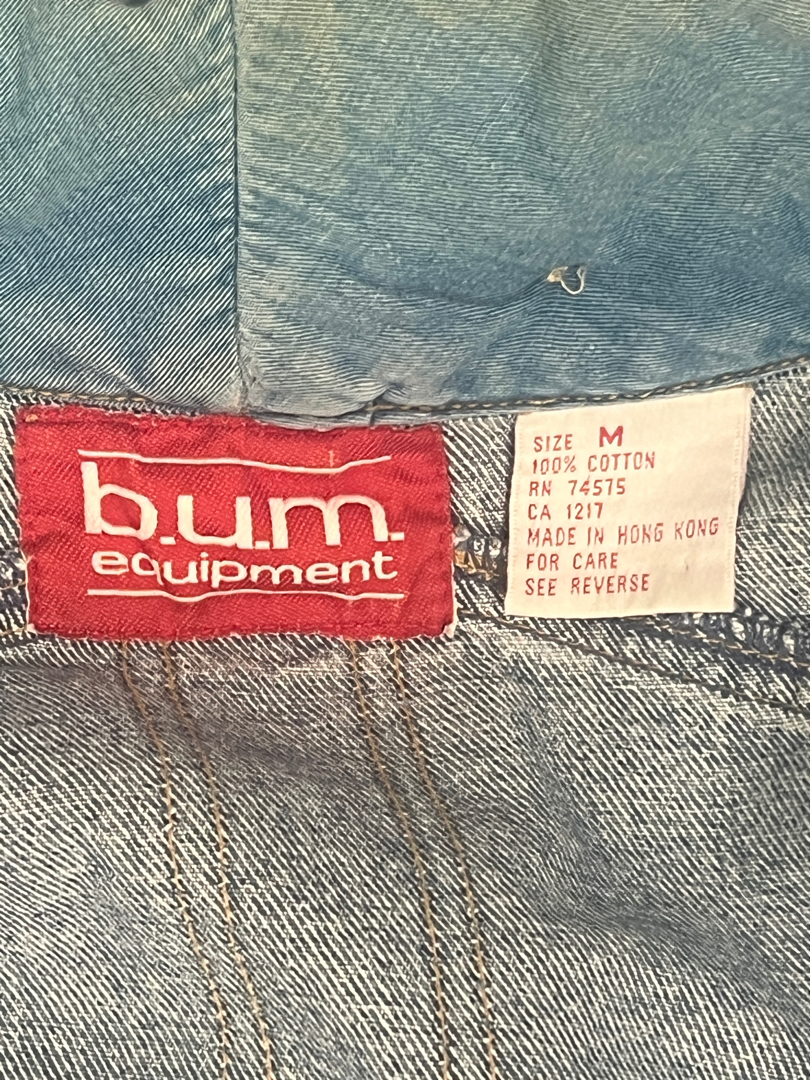 b.u.m.
equipment
SIZE M
100% COTTON
RN 74575
CA 1217
MADE IN HONG KONG
FOR CARE
SEE REVERSE